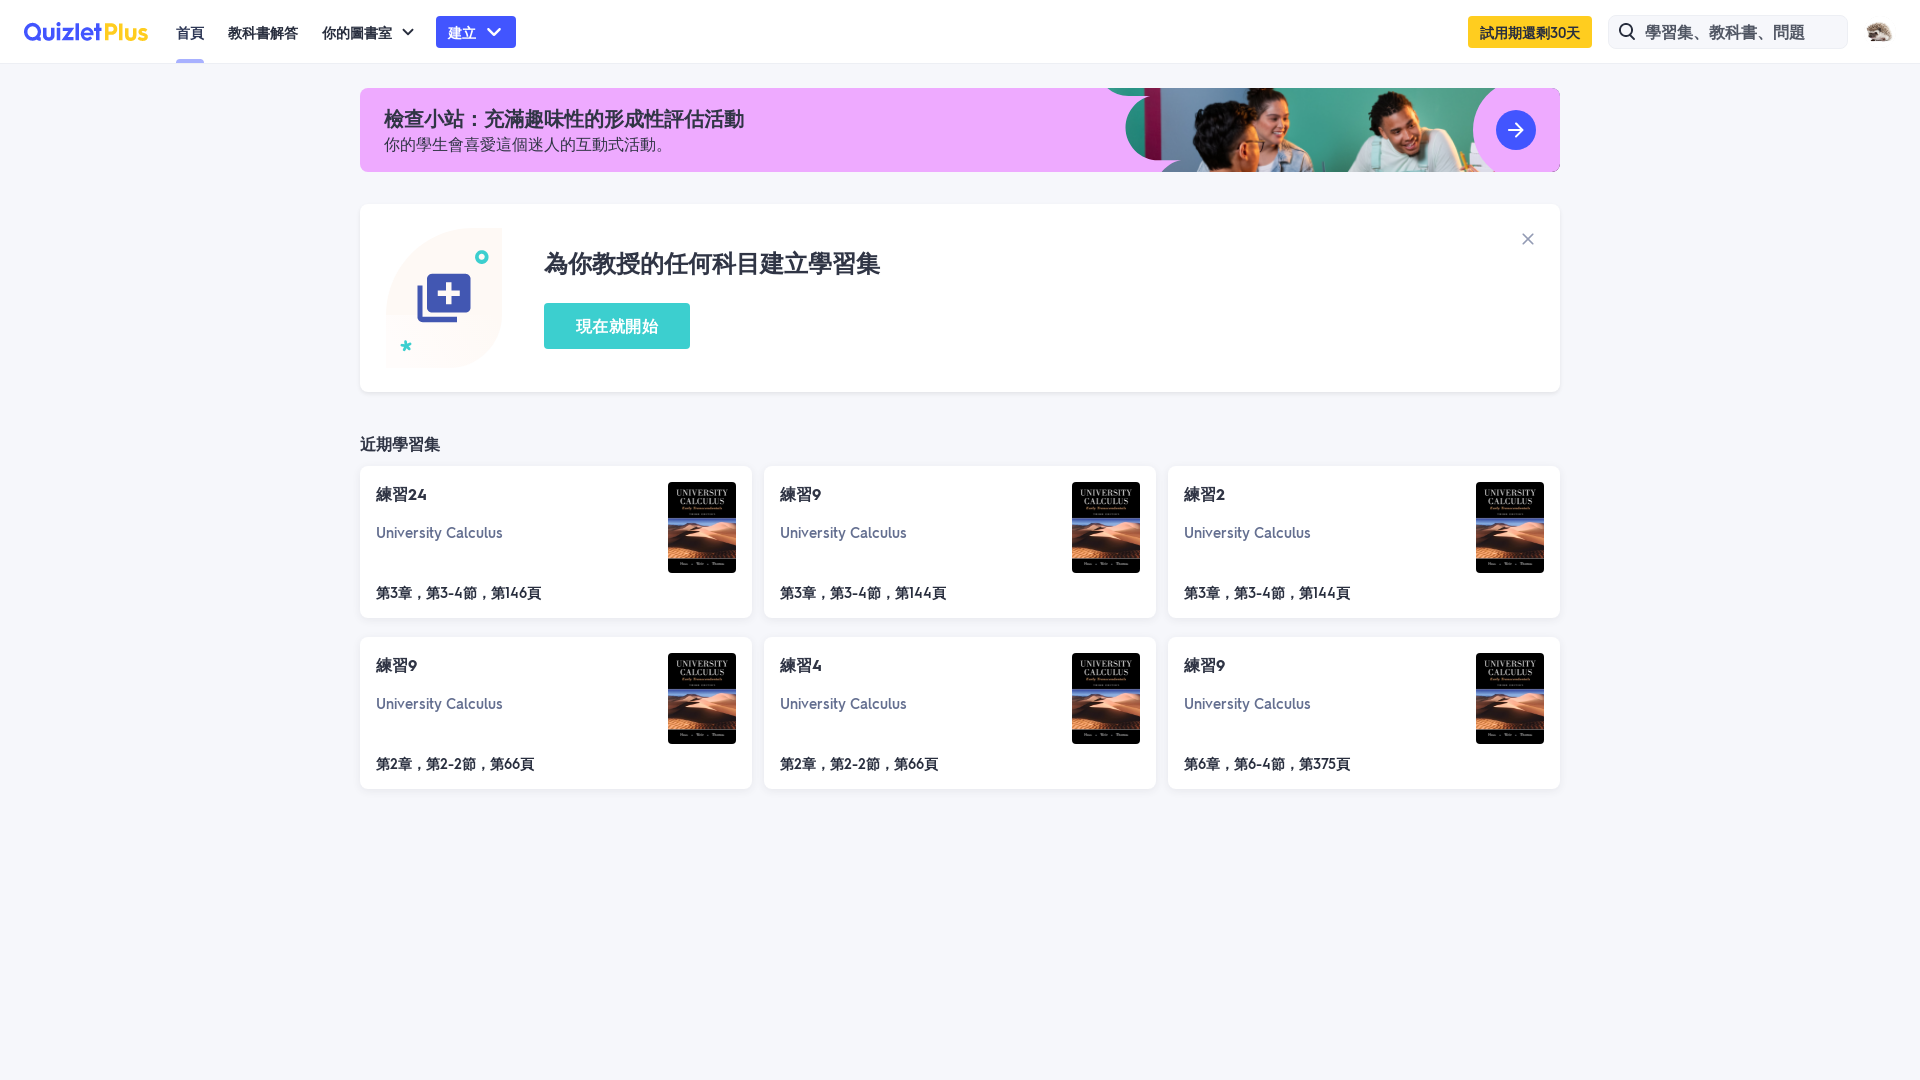 QuizletPlus
首頁
教科書解答
你的圖書室
建立
試用期還剩30天
學習集、教科書、問題
檢查小站：充滿趣味性的形成性評估活動
你的學生會喜愛這個迷人的互動式活動。
為你教授的任何科目建立學習集
現在就開始
近期學習集
練習24
University Calculus
第3章，第3-4節，第146頁
UNIVERSITY
CALCULUS
練習9
University Calculus
第3章，第3-4節，第144頁
UNIVERSITY
CALCULUS
練習2
University Calculus
第3章，第3-4節，第144頁
UNIVERSITY
CALCULUS
練習9
University Calculus
第2章，第2-2節，第66頁
UNIVERSITY
CALCULUS
練習4
University Calculus
第2章，第2-2節，第66頁
UNIVERSITY
CALCULUS
練習9
University Calculus
第6章，第6-4節，第375頁
UNIVERSITY
CALCULUS